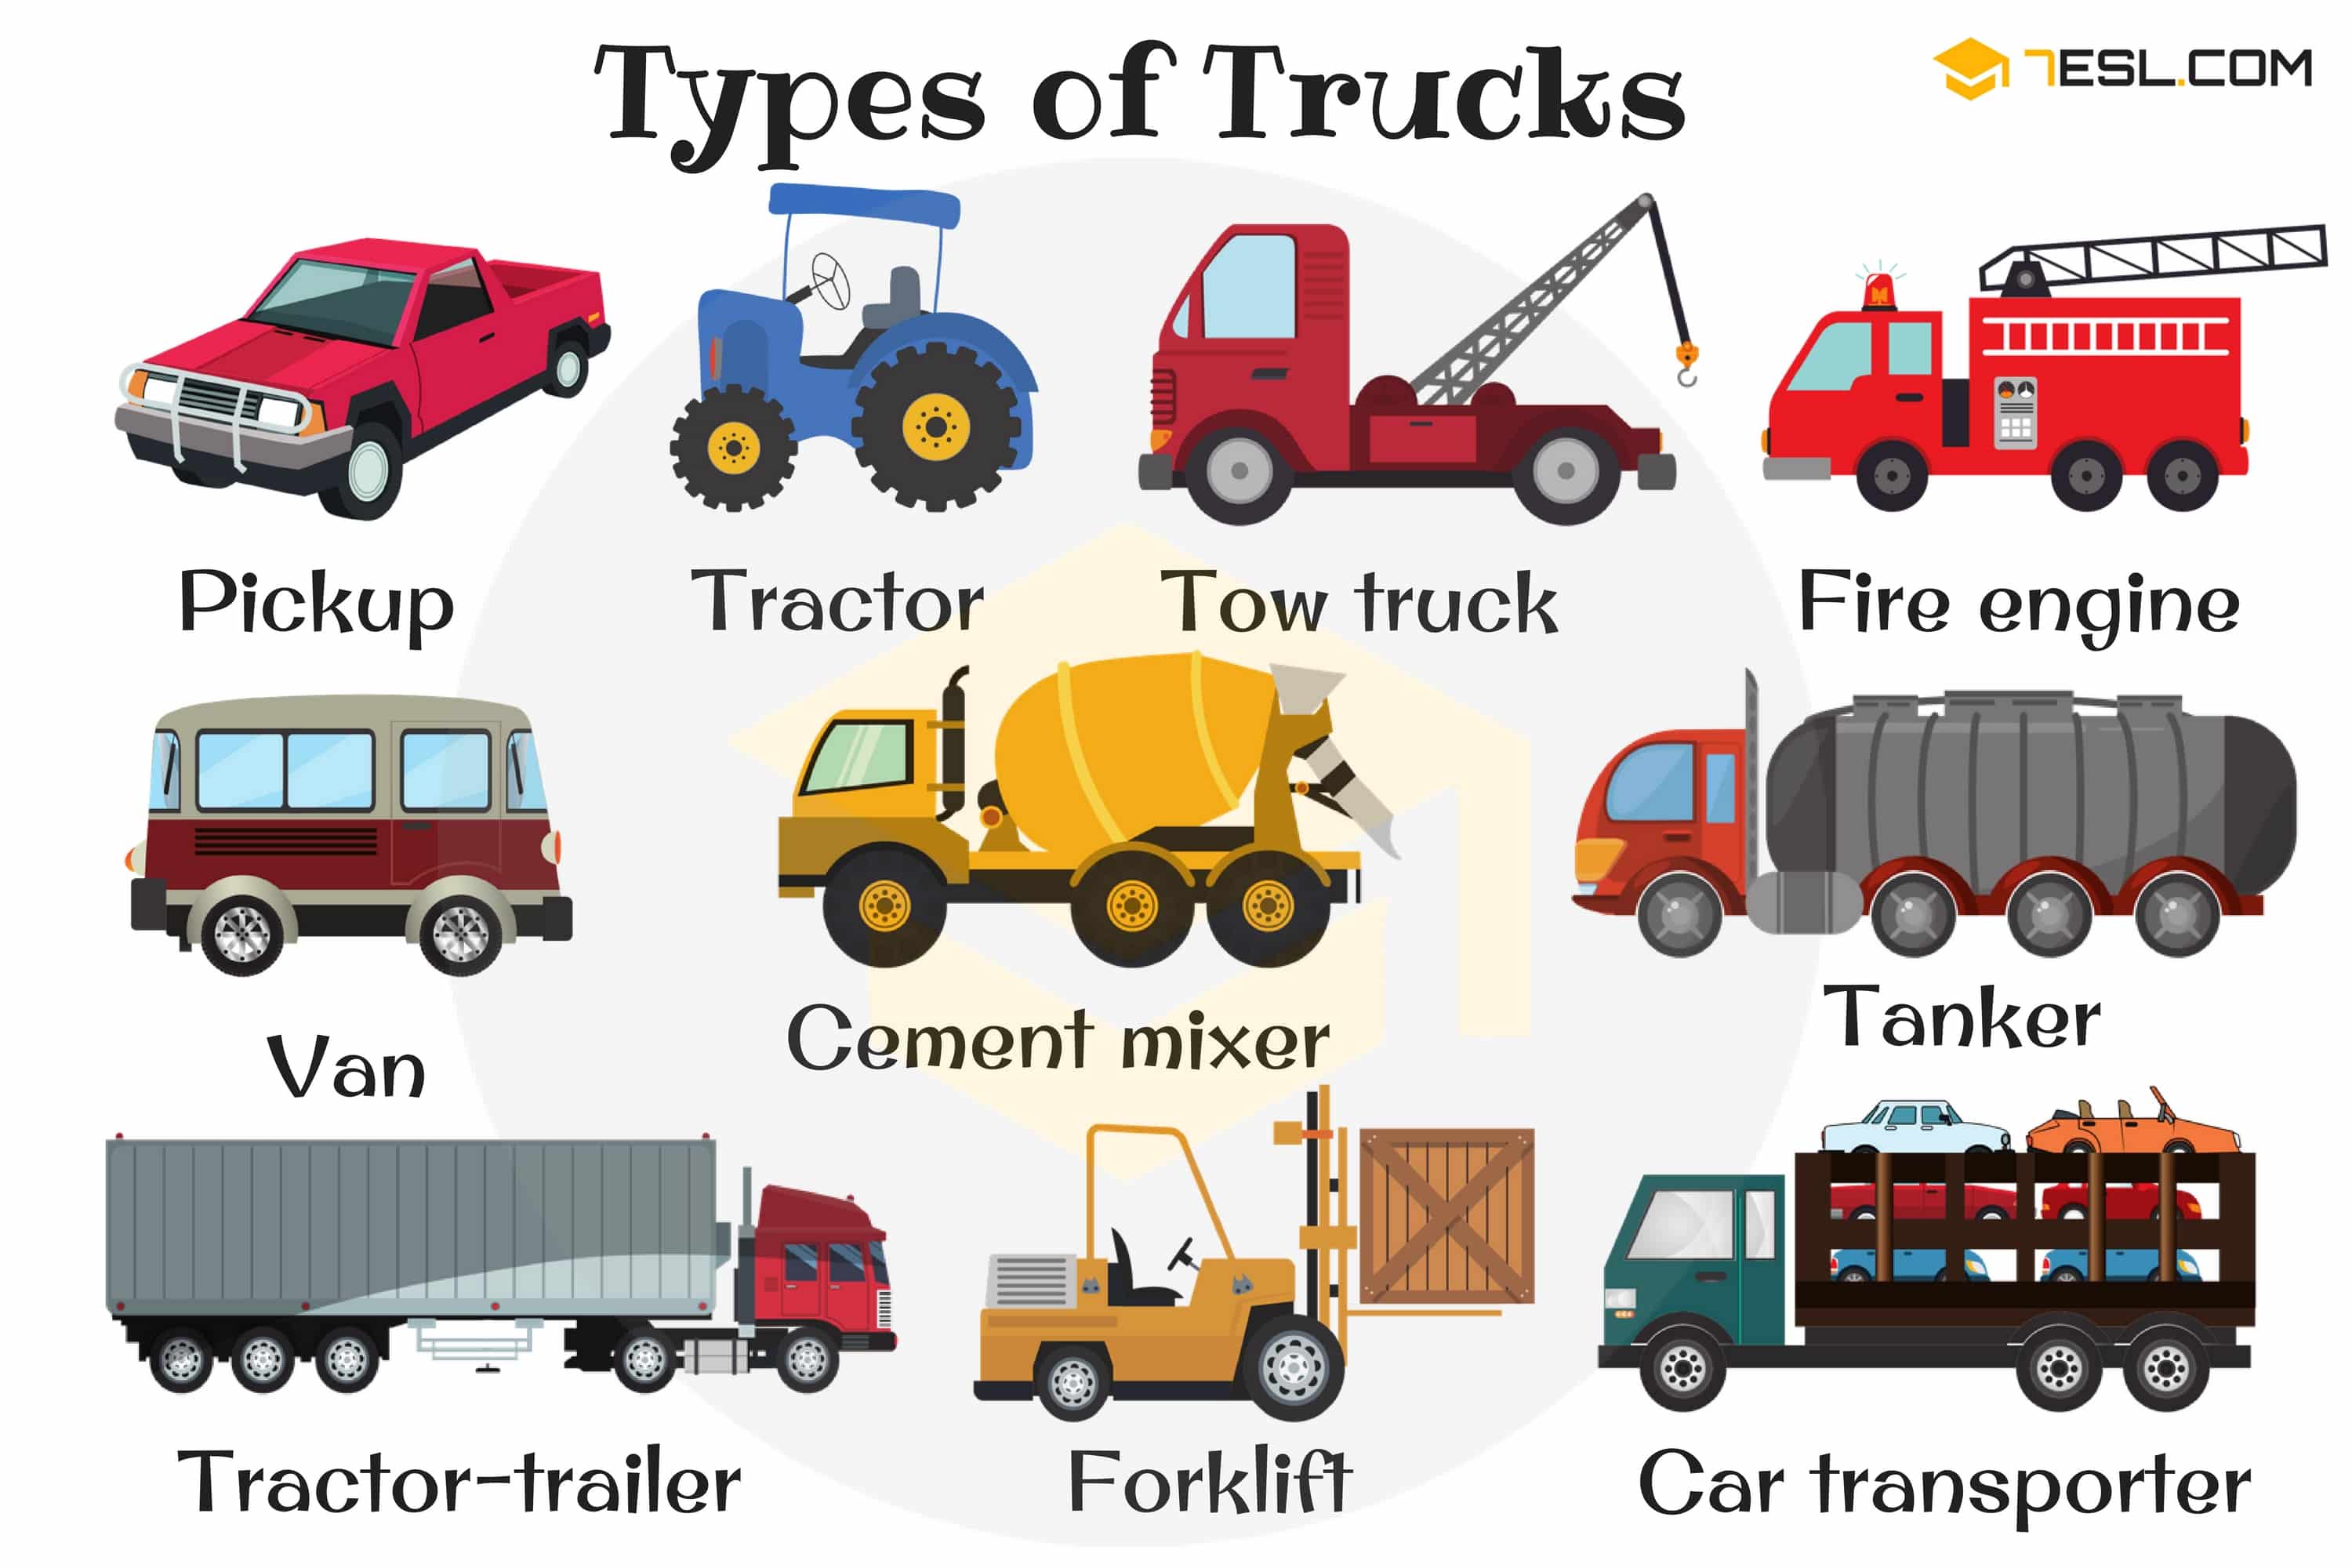 Types of Trucks
7ESL.COM
Pickup
Tractor
Tow truck
Fire engine
Van
Cement mixer
Tanker
Tractor-trailer
Forklift
Car transporter